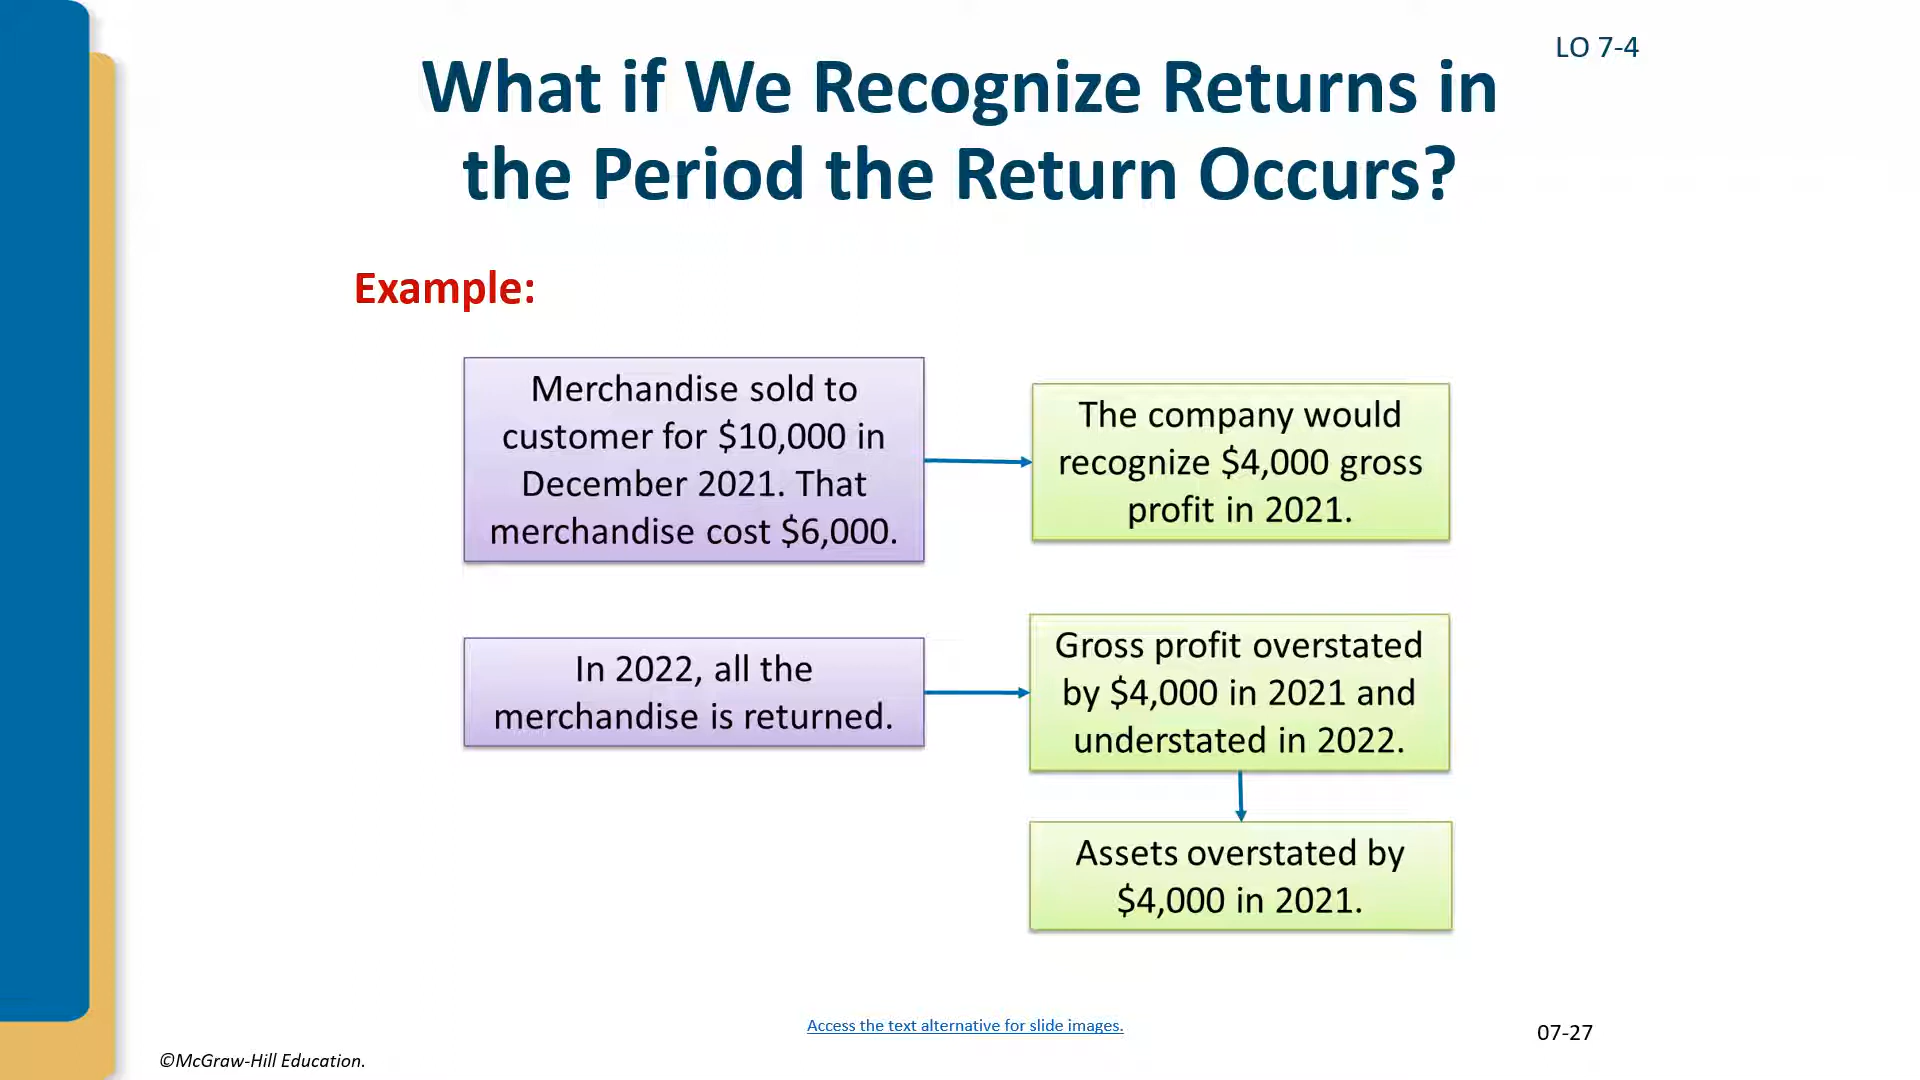 LO 7-4
What if We Recognize Returns in
the Period the Return Occurs?
Example:
Merchandise sold to
customer for $10,000 in
December 2021. That
merchandise cost $6,000.
The company would
recognize $4,000 gross
profit in 2021.
In 2022, all the
merchandise is returned.
Gross profit overstated
by $4,000 in 2021 and
understated in 2022.
Assets overstated by
$4,000 in 2021.
Access the text alternative for slide images.
07-27
©McGraw-Hill Education.